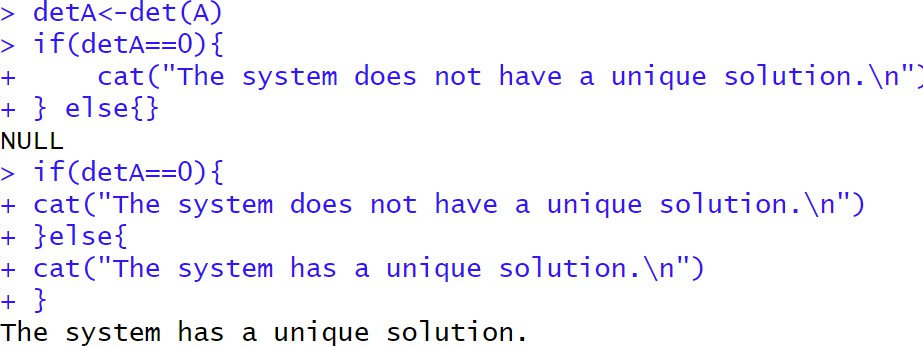 > detA<-det(A)
> if(detA==0){
+     cat("The system does not have a unique solution.\n")
+ } else{}
NULL
> if(detA==0){
+ cat("The system does not have a unique solution.\n")
+ }else{
+ cat("The system has a unique solution.\n")
+ }
The system has a unique solution.